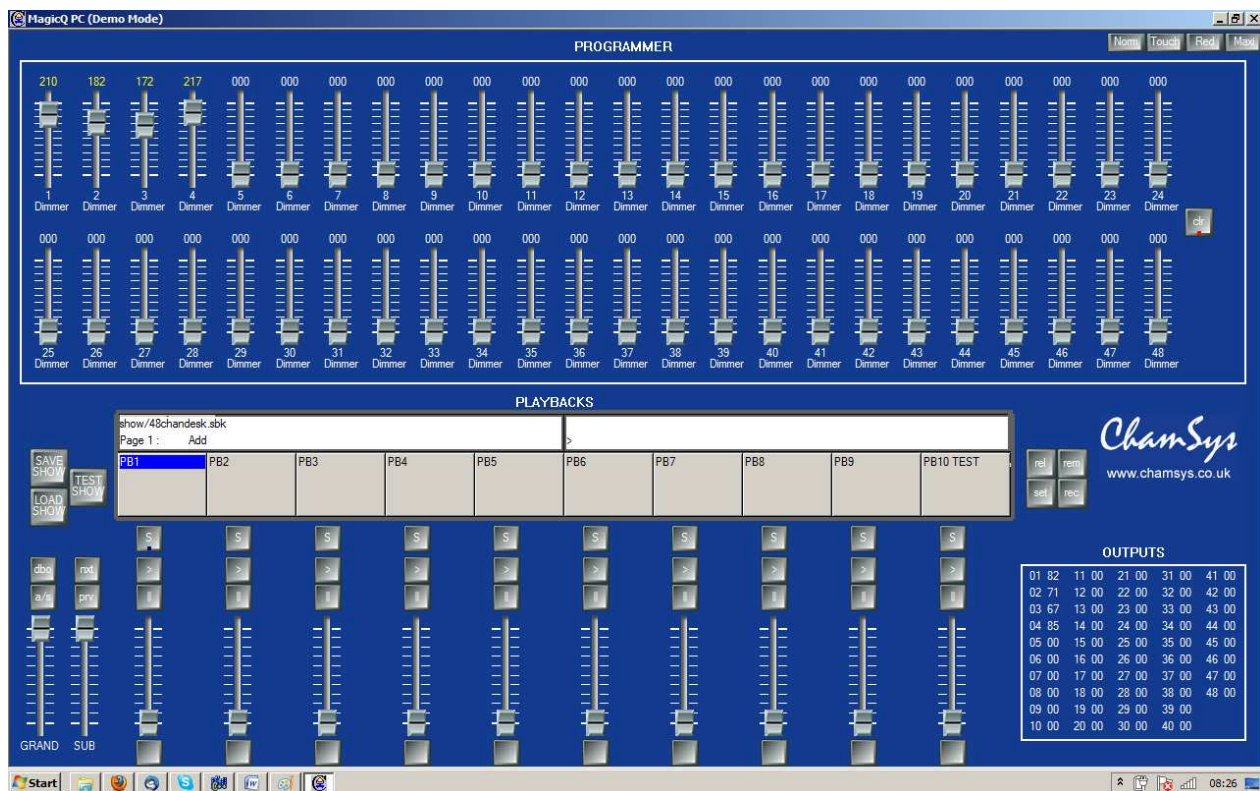 MagicQ PC (Demo Mode)
PROGRAMMER
Norm Touch Red Maxi
210 182 172 217 000 000 000 000 000 000 000 000 000 000 000 000 000 000 000 000 000 000 000 000
1 2 3 4 5 6 7 8 9 10 11 12 13 14 15 16 17 18 19 20 21 22 23 24
Dimmer Dimmer Dimmer Dimmer Dimmer Dimmer Dimmer Dimmer Dimmer Dimmer Dimmer Dimmer Dimmer Dimmer Dimmer Dimmer Dimmer Dimmer Dimmer Dimmer Dimmer Dimmer Dimmer Dimmer
clr
000 000 000 000 000 000 000 000 000 000 000 000 000 000 000 000 000 000 000 000 000 000 000 000
25 26 27 28 29 30 31 32 33 34 35 36 37 38 39 40 41 42 43 44 45 46 47 48
Dimmer Dimmer Dimmer Dimmer Dimmer Dimmer Dimmer Dimmer Dimmer Dimmer Dimmer Dimmer Dimmer Dimmer Dimmer Dimmer Dimmer Dimmer Dimmer Dimmer Dimmer Dimmer Dimmer Dimmer
PLAYBACKS
show/48chandesk.sbk
Page 1 : Add >
PB1 PB2 PB3 PB4 PB5 PB6 PB7 PB8 PB9 PB10 TEST
SAVE SHOW
TEST SHOW
LOAD SHOW
rel rem
set rec
ChamSys
www.chamsys.co.uk
S S S S S S S S S S
dbo nxt > > > > > > > > > >
a/s prv || || || || || || || || || ||
GRAND SUB
OUTPUTS
01 82 11 00 21 00 31 00 41 00
02 71 12 00 22 00 32 00 42 00
03 67 13 00 23 00 33 00 43 00
04 85 14 00 24 00 34 00 44 00
05 00 15 00 25 00 35 00 45 00
06 00 16 00 26 00 36 00 46 00
07 00 17 00 27 00 37 00 47 00
08 00 18 00 28 00 38 00 48 00
09 00 19 00 29 00 39 00
10 00 20 00 30 00 40 00
Start
08:26